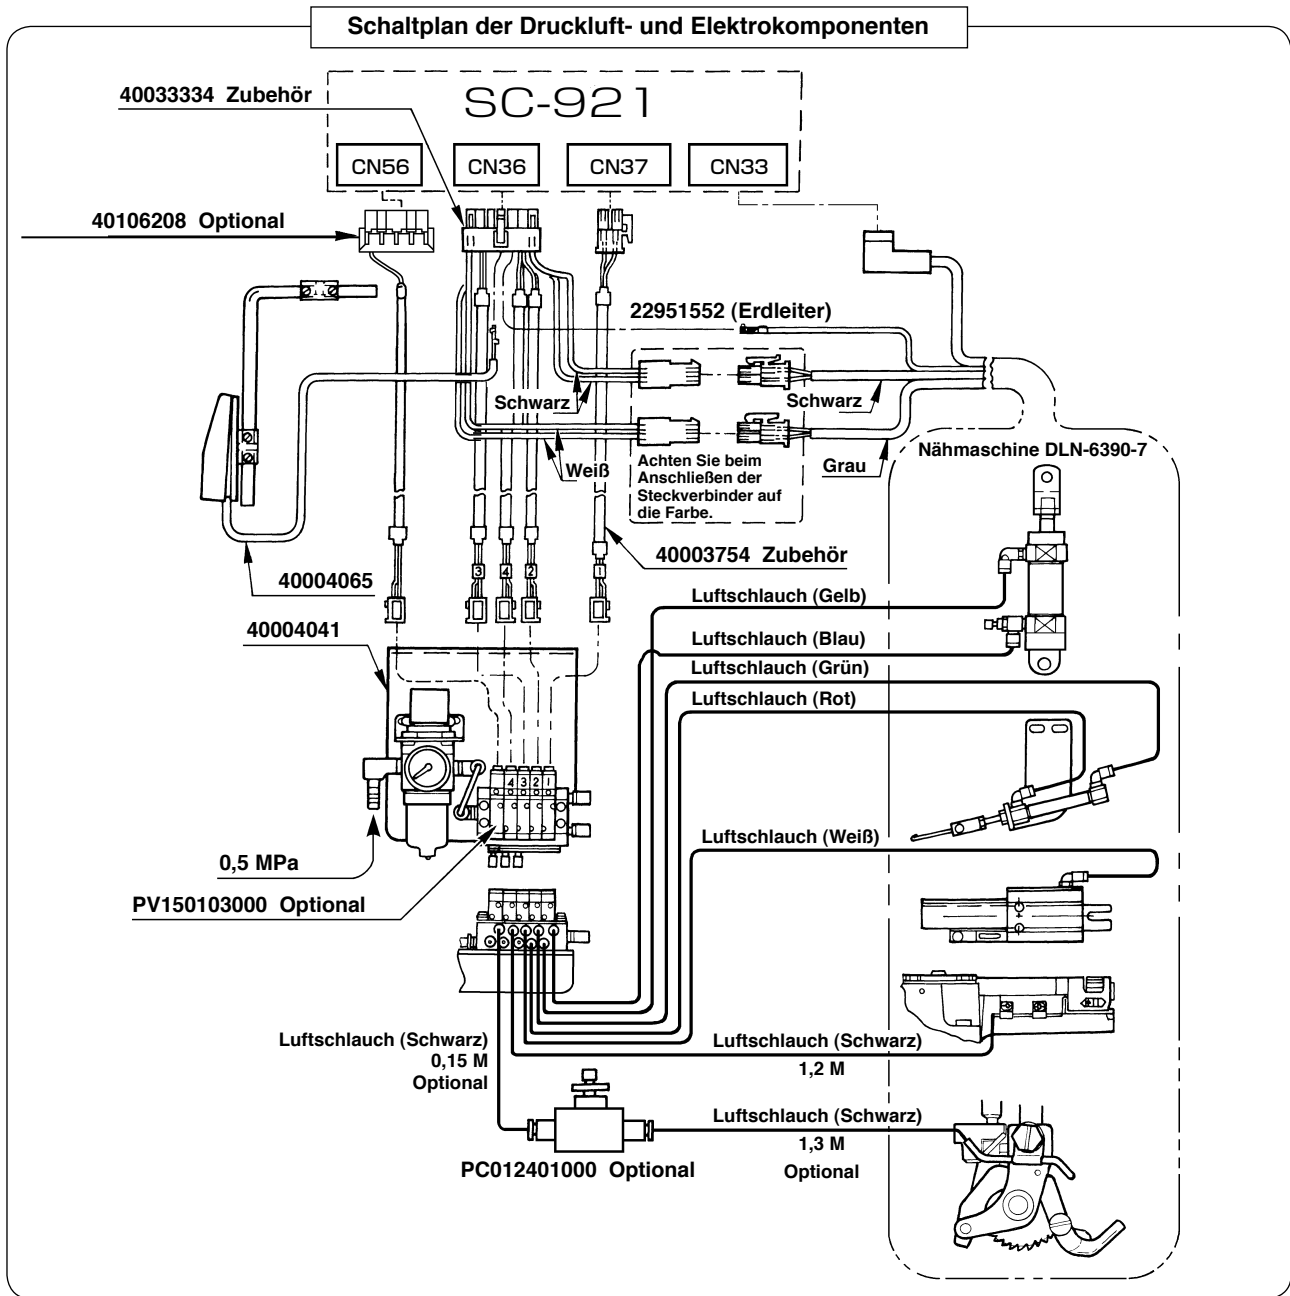 Schaltplan der Druckluft- und Elektrokomponenten
40033334 Zubehör
SC-921
CN56
CN36
CN37
CN33
40106208 Optional
22951552 (Erdleiter)
Schwarz
Schwarz
Weiß
Grau
Achten Sie beim
Anschließen der
Steckverbinder auf
die Farbe.
Nähmaschine DLN-6390-7
40003754 Zubehör
40004065
3
4
2
1
40004041
Luftschlauch (Gelb)
Luftschlauch (Blau)
Luftschlauch (Grün)
Luftschlauch (Rot)
4 3 2 1
Luftschlauch (Weiß)
0,5 MPa
PV150103000 Optional
Luftschlauch (Schwarz)
0,15 M
Optional
Luftschlauch (Schwarz)
1,2 M
Luftschlauch (Schwarz)
1,3 M
Optional
PC012401000 Optional